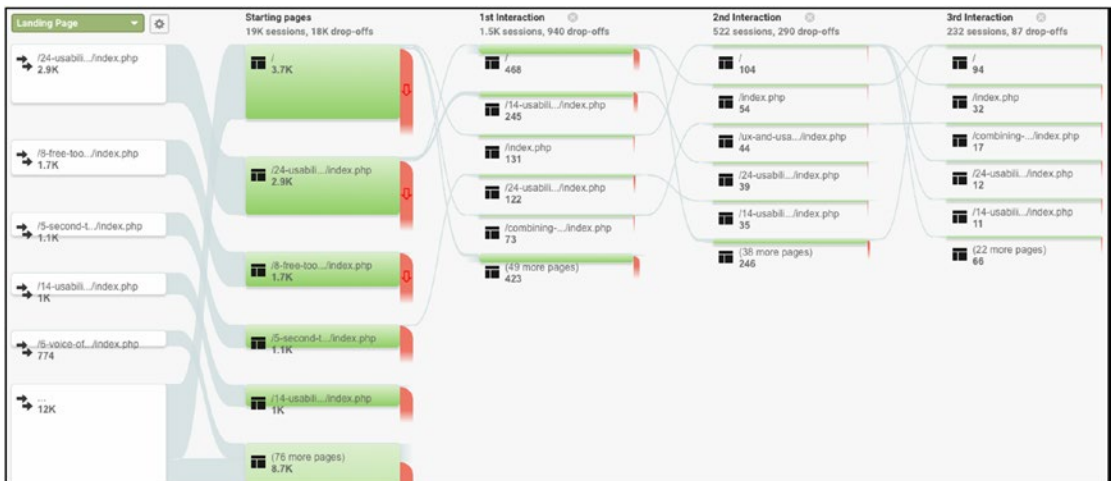 Landing Page
/24-usabili.../index.php
2.9K
/8-free-too.../index.php
1.7K
/5-second-t.../index.php
1.1K
/14-usabili.../index.php
1K
/6-voice-of.../index.php
774
...
12K
Starting pages
19K sessions, 18K drop-offs
/
3.7K
/24-usabili.../index.php
2.9K
/8-free-too.../index.php
1.7K
/5-second-t.../index.php
1.1K
/14-usabili.../index.php
1K
(76 more pages)
8.7K
1st Interaction
1.5K sessions, 940 drop-offs
/
468
/14-usabili.../index.php
245
/index.php
131
/24-usabili.../index.php
122
/combining-.../index.php
73
(49 more pages)
423
2nd Interaction
522 sessions, 290 drop-offs
/
104
/index.php
54
/ux-and-usa.../index.php
44
/24-usabili.../index.php
39
/14-usabili.../index.php
35
(38 more pages)
246
3rd Interaction
232 sessions, 87 drop-offs
/
94
/index.php
32
/combining-.../index.php
17
/24-usabili.../index.php
12
/14-usabili.../index.php
11
(22 more pages)
66